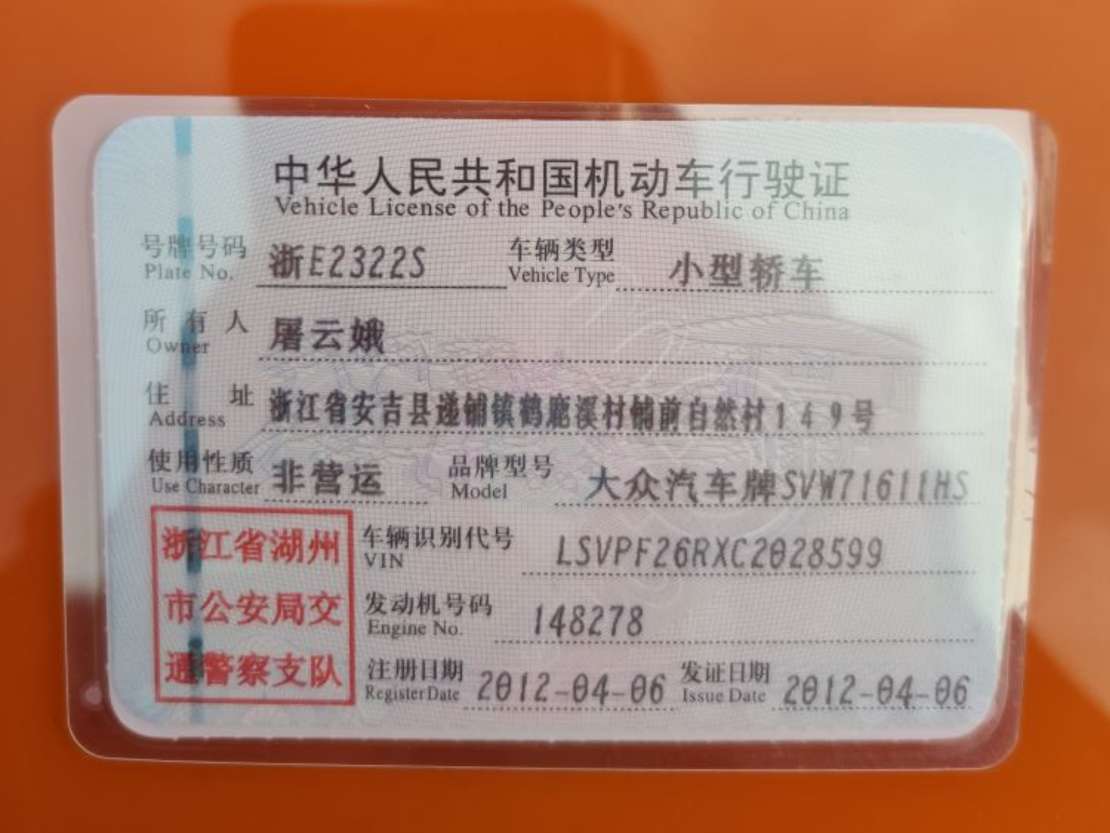 中华人民共和国机动车行驶证
Vehicle License of the People's Republic of China
号牌号码 浙E2322S 车辆类型 小型轿车
Plate No. Vehicle Type
所有人 屠云娥
Owner
住址 浙江省安吉县递铺镇鹤鹿溪村铺前自然村149号
Address
使用性质 非营运 品牌型号 大众汽车牌SVW71611HS
Use Character Model
浙江省湖州
市公安局交
通警察支队
车辆识别代号 LSVPF26RXC2028599
VIN
发动机号码 148278
Engine No.
注册日期 2012-04-06 发证日期 2012-04-06
Register Date Issue Date